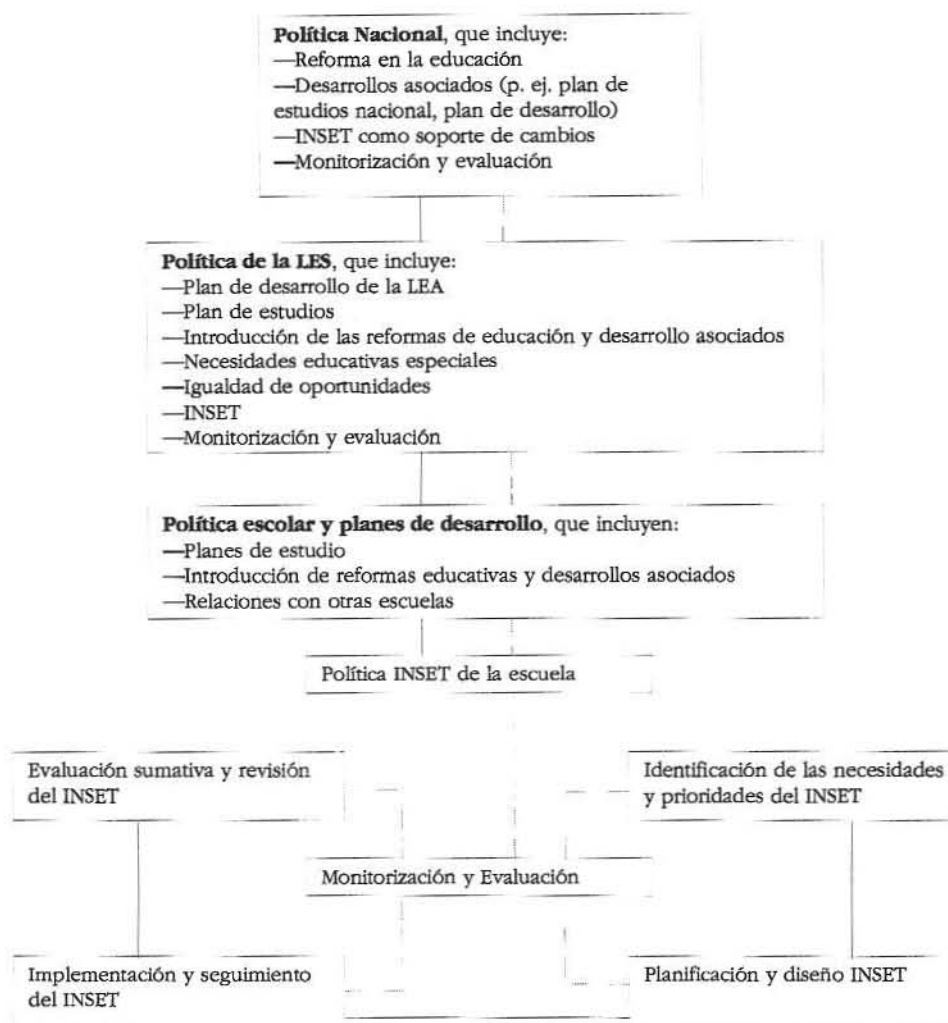 Política Nacional, que incluye:
—Reforma en la educación
—Desarrollos asociados (p. ej. plan de
estudios nacional, plan de desarrollo)
—INSET como soporte de cambios
—Monitorización y evaluación
Política de la LES, que incluye:
—Plan de desarrollo de la LEA
—Plan de estudios
—Introducción de las reformas de educación y desarrollo asociados
—Necesidades educativas especiales
—Igualdad de oportunidades
—INSET
—Monitorización y evaluación
Política escolar y planes de desarrollo, que incluyen:
—Planes de estudio
—Introducción de reformas educativas y desarrollos asociados
—Relaciones con otras escuelas
Política INSET de la escuela
Evaluación sumativa y revisión
del INSET
Identificación de las necesidades
y prioridades del INSET
Monitorización y Evaluación
Implementación y seguimiento
del INSET
Planificación y diseño INSET